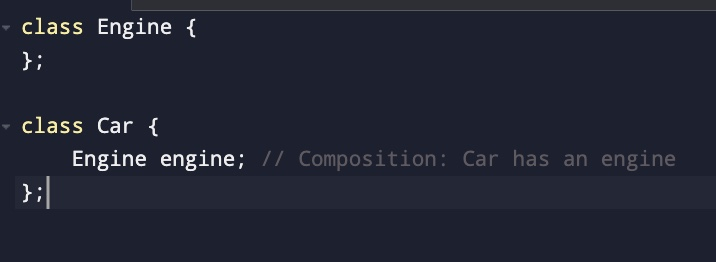 class Engine {
};
class Car {
    Engine engine; // Composition: Car has an engine
};